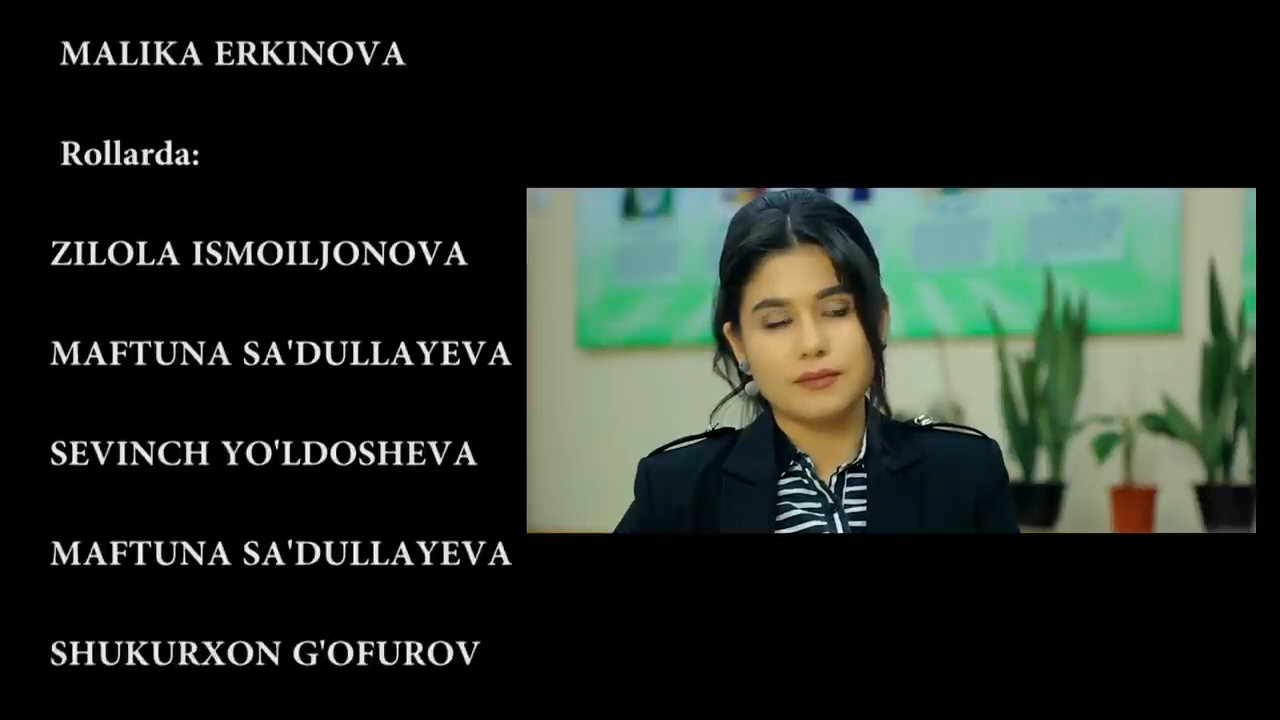 MALIKA ERKINOVA
Rollarda:
ZILOLA ISMOILJONOVA
MAFTUNA SA'DULLAYEVA
SEVINCH YO'LDOSHEVA
MAFTUNA SA'DULLAYEVA
SHUKURXON G'OFUROV